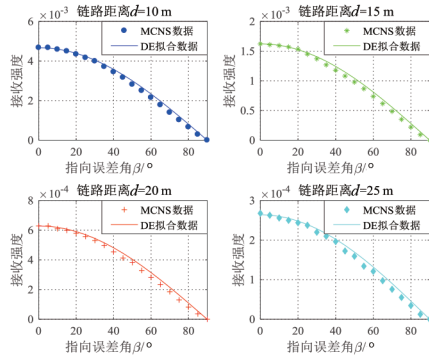 链路距离d=10 m
×10⁻³
6
4
2
0
接收强度
MCNS数据
DE拟合数据
0 20 40 60 80
指向误差角β/°
链路距离d=15 m
×10⁻³
2
1.5
1
0.5
0
接收强度
MCNS数据
DE拟合数据
0 20 40 60 80
指向误差角β/°
链路距离d=20 m
×10⁻⁴
8
6
4
2
0
接收强度
MCNS数据
DE拟合数据
0 20 40 60 80
指向误差角β/°
链路距离d=25 m
×10⁻⁴
3
2
1
0
接收强度
MCNS数据
DE拟合数据
0 20 40 60 80
指向误差角β/°